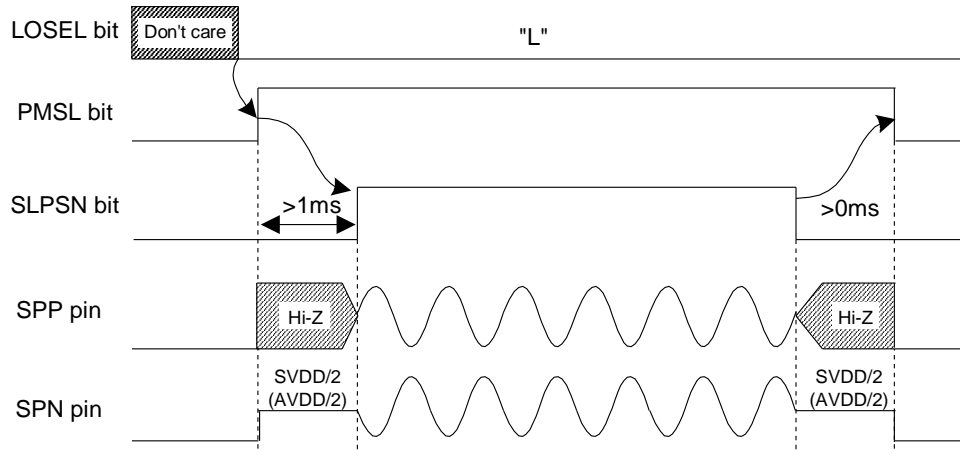 LOSEL bit
Don't care
"L"
PMSL bit
SLPSN bit
>1ms
>0ms
SPP pin
Hi-Z
Hi-Z
SPN pin
SVDD/2
(AVDD/2)
SVDD/2
(AVDD/2)